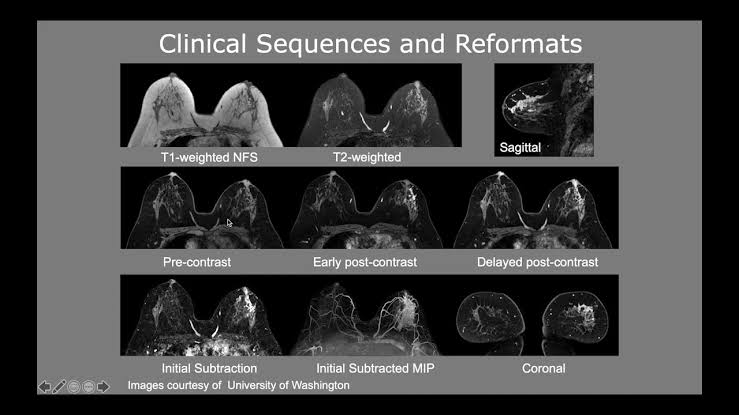 Clinical Sequences and Reformats
T1-weighted NFS
T2-weighted
Sagittal
Pre-contrast
Early post-contrast
Delayed post-contrast
Initial Subtraction
Initial Subtracted MIP
Coronal
Images courtesy of University of Washington